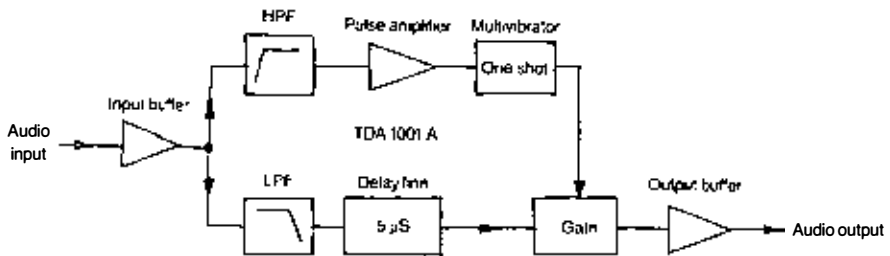 HPF
Pulse amplifier
Multivibrator
One shot
Input buffer
Audio
input
TDA 1001 A
LPF
Delay line
5 µS
Gate
Output buffer
Audio output